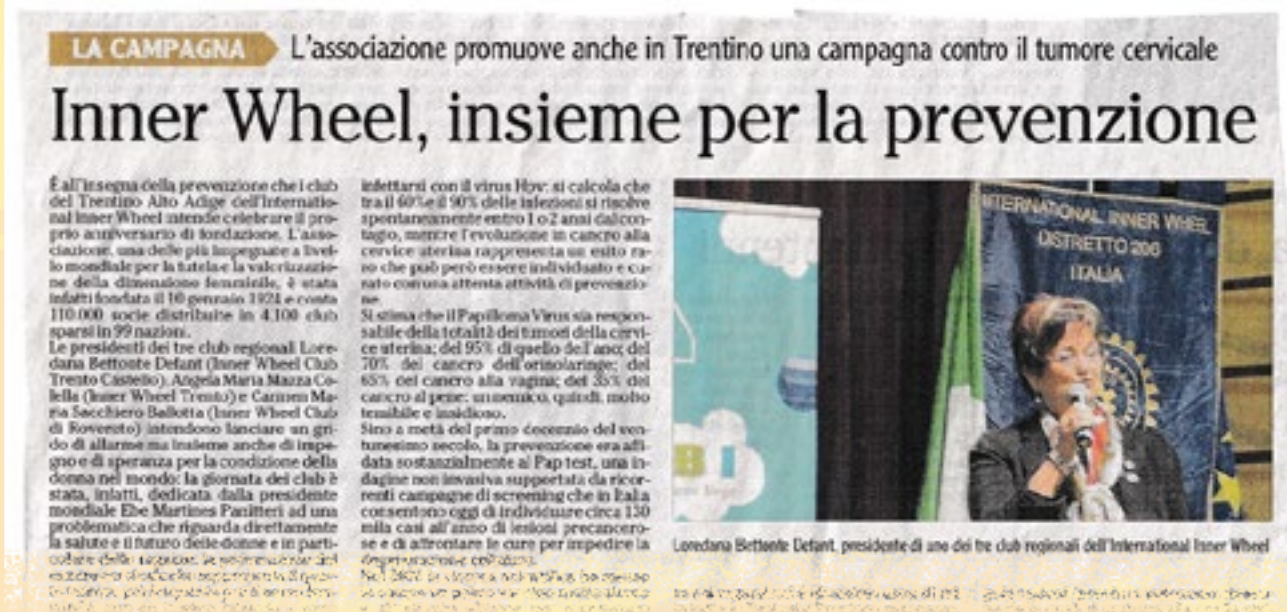 LA CAMPAGNA
L'associazione promuove anche in Trentino una campagna contro il tumore cervicale
Inner Wheel, insieme per la prevenzione
È all'insegna della prevenzione che i club
del Trentino Alto Adige dell'Internatio-
nal Inner Wheel intende celebrare il pro-
prio anniversario di fondazione. L'asso-
ciazione, una delle più impegnate a livel-
lo mondiale per la tutela e la valorizzazio-
ne della dimensione femminile, è stata
infatti fondata il 10 gennaio 1924 e conta
110.000 socie distribuite in 4.100 club
sparsi in 99 nazioni.
Le presidenti dei tre club regionali Lore-
dana Bettonte Defant (Inner Wheel Club
Trento Castello), Angela Maria Mazza Co-
lella (Inner Wheel Trento) e Carmen Ma-
ria Sacchiero Ballotta (Inner Wheel Club
di Rovereto) intendono lanciare un gri-
do di allarme ma insieme anche di impe-
gno e di speranza per la condizione della
donna nel mondo: la giornata dei club è
stata, infatti, dedicata dalla presidente
mondiale Ebe Martines Panitteri ad una
problematica che riguarda direttamente
la salute e il futuro delle donne e in parti-
infettarsi con il virus Hpv: si calcola che
tra il 60% e il 90% delle infezioni si risolve
spontaneamente entro 1 o 2 anni dal con-
tagio, mentre l'evoluzione in cancro alla
cervice uterina rappresenta un esito ra-
ro che può però essere individuato e cu-
rato con una attenta attività di prevenzio-
ne.
Si stima che il Papilloma Virus sia respon-
sabile della totalità dei tumori della cervi-
ce uterina; del 95% di quello dell'ano; del
70% del cancro dell'orinolaringe; del
65% del cancro alla vagina; del 35% del
cancro al pene: un nemico, quindi, molto
temibile e insidioso.
Sino a metà del primo decennio del ven-
tunesimo secolo, la prevenzione era affi-
data sostanzialmente al Pap test, una in-
dagine non invasiva supportata da ricor-
renti campagne di screening che in Italia
consentono oggi di individuare circa 130
mila casi all'anno di lesioni precancero-
se e di affrontare le cure per impedire la
INTERNATIONAL INNER WHEEL
DISTRETTO 206
ITALIA
Loredana Bettonte Defant, presidente di uno dei tre club regionali dell'International Inner Wheel